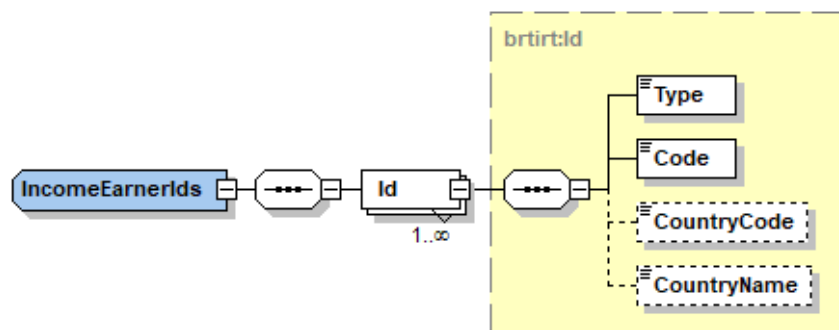 brtirt:Id
Type
Code
IncomeEarnerIds
Id
1..∞
CountryCode
CountryName